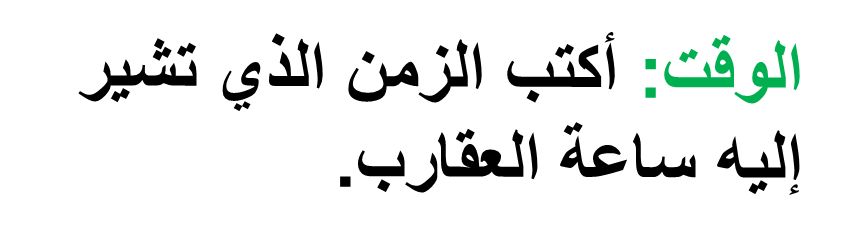 الوقت: أكتب الزمن الذي تشير
إليه ساعة العقارب.